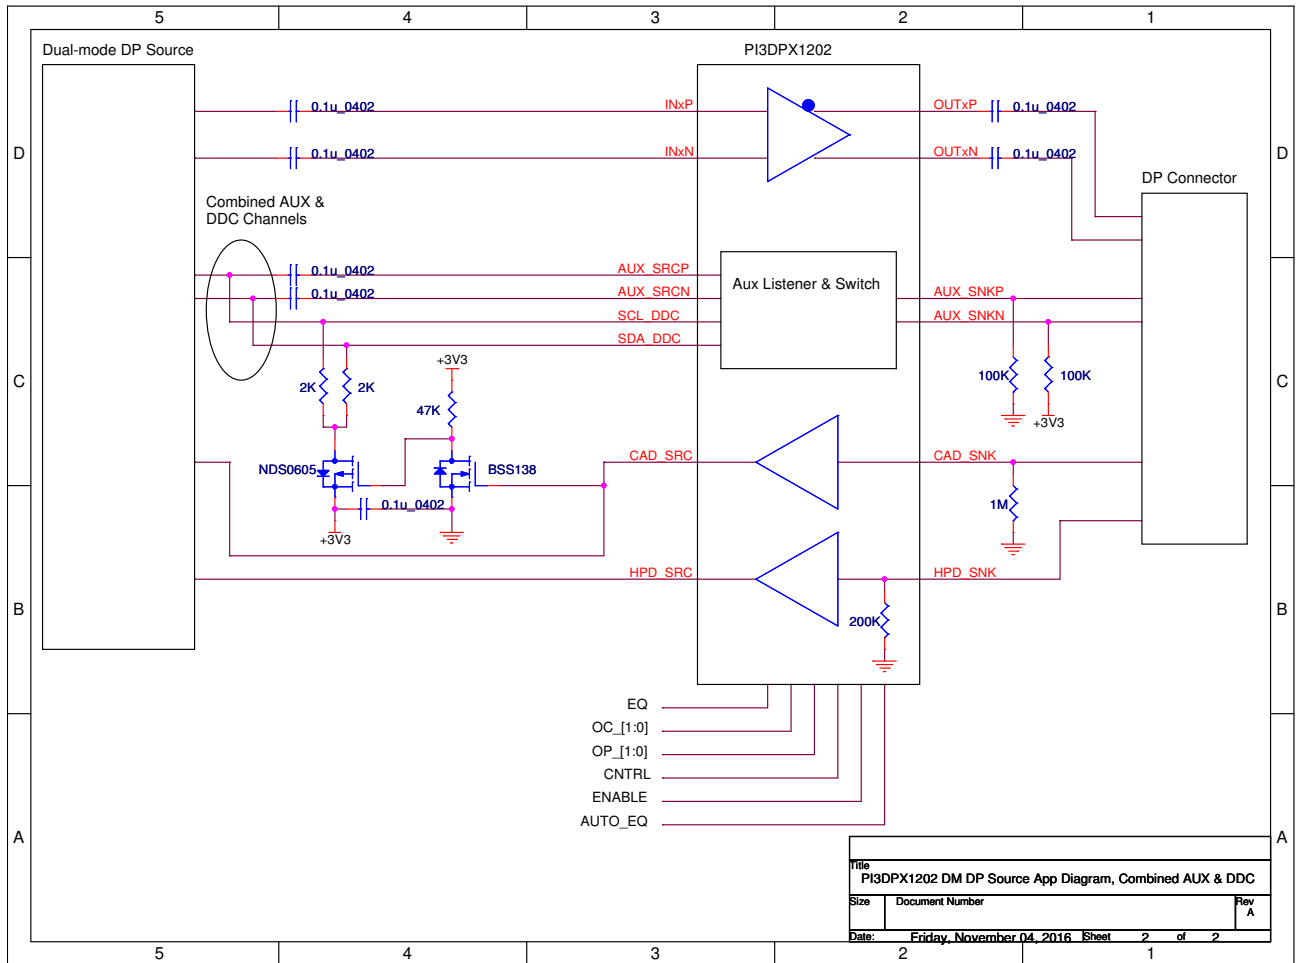 5 4 3 2 1
Dual-mode DP Source
PI3DPX1202
0.1u_0402
INxP
OUTxP
0.1u_0402
D
D
0.1u_0402
INxN
OUTxN
0.1u_0402
DP Connector
Combined AUX &
DDC Channels
0.1u_0402
AUX_SRCP
Aux Listener & Switch
0.1u_0402
AUX_SRCN
AUX_SNKP
SCL_DDC
AUX_SNKN
SDA_DDC
+3V3
C
C
2K
2K
100K
100K
47K
+3V3
NDS0605
BSS138
CAD_SRC
CAD_SNK
0.1u_0402
1M
+3V3
HPD_SRC
HPD_SNK
B
B
200K
EQ
OC_[1:0]
OP_[1:0]
CNTRL
ENABLE
AUTO_EQ
A
A
Title
PI3DPX1202 DM DP Source App Diagram, Combined AUX & DDC
Size Document Number Rev
A
Date: Friday, November 04, 2016 Sheet 2 of 2
5 4 3 2 1